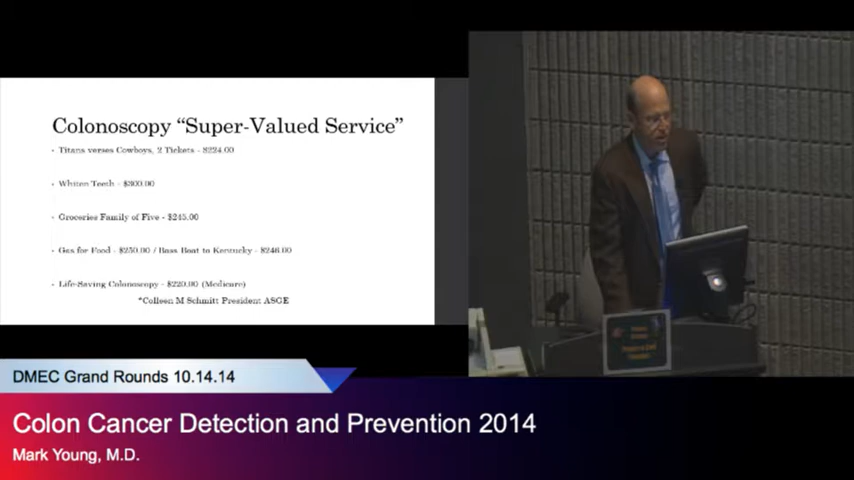 Colonoscopy “Super-Valued Service”
• Titans verses Cowboys, 2 Tickets - $224.00
• Whiten Teeth - $300.00
• Groceries Family of Five - $245.00
• Gas for Food - $250.00 / Bass Boat to Kentucky - $246.00
• Life-Saving Colonoscopy - $220.00 (Medicare)
*Colleen M Schmitt President ASGE
DMEC Grand Rounds 10.14.14
Colon Cancer Detection and Prevention 2014
Mark Young, M.D.